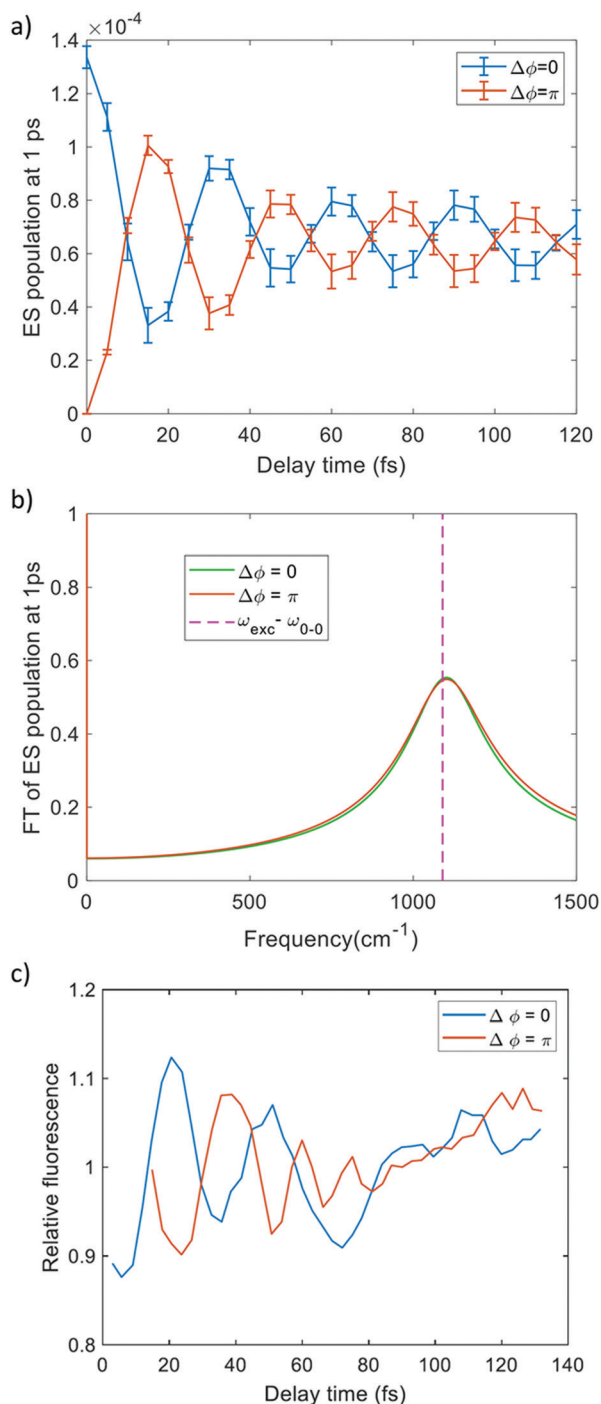 a)
×10⁻⁴
1.4
1.2
1
0.8
0.6
0.4
0.2
0
ES population at 1 ps
Δϕ=0
Δϕ=π
0 20 40 60 80 100 120
Delay time (fs)
b)
1
0.8
0.6
0.4
0.2
0
FT of ES population at 1ps
Δϕ = 0
Δϕ = π
ω_exc - ω_0-0
0 500 1000 1500
Frequency(cm⁻¹)
c)
1.2
1.1
1
0.9
0.8
Relative fluorescence
Δ ϕ = 0
Δ ϕ = π
0 20 40 60 80 100 120 140
Delay time (fs)